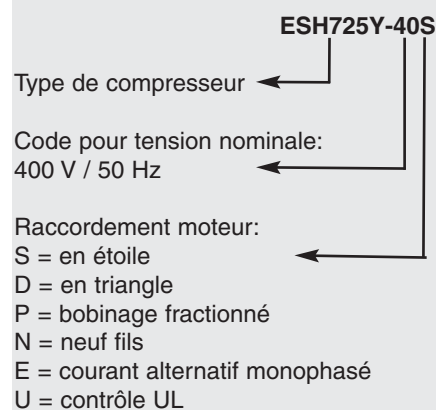 ESH725Y-40S
Type de compresseur
Code pour tension nominale:
400 V / 50 Hz
Raccordement moteur:
S = en étoile
D = en triangle
P = bobinage fractionné
N = neuf fils
E = courant alternatif monophasé
U = contrôle UL